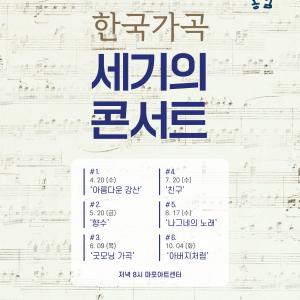 한국가곡
세기의
콘서트
#1.
4. 20 (수)
'아름다운 강산'
#2.
5. 20 (금)
'향수'
#3.
6. 09 (목)
'굿모닝 가곡'
#4.
7. 20 (수)
'친구'
#5.
8. 17 (수)
'나그네의 노래'
#6.
10. 04 (화)
'아버지처럼'
저녁 8시 마포아트센터